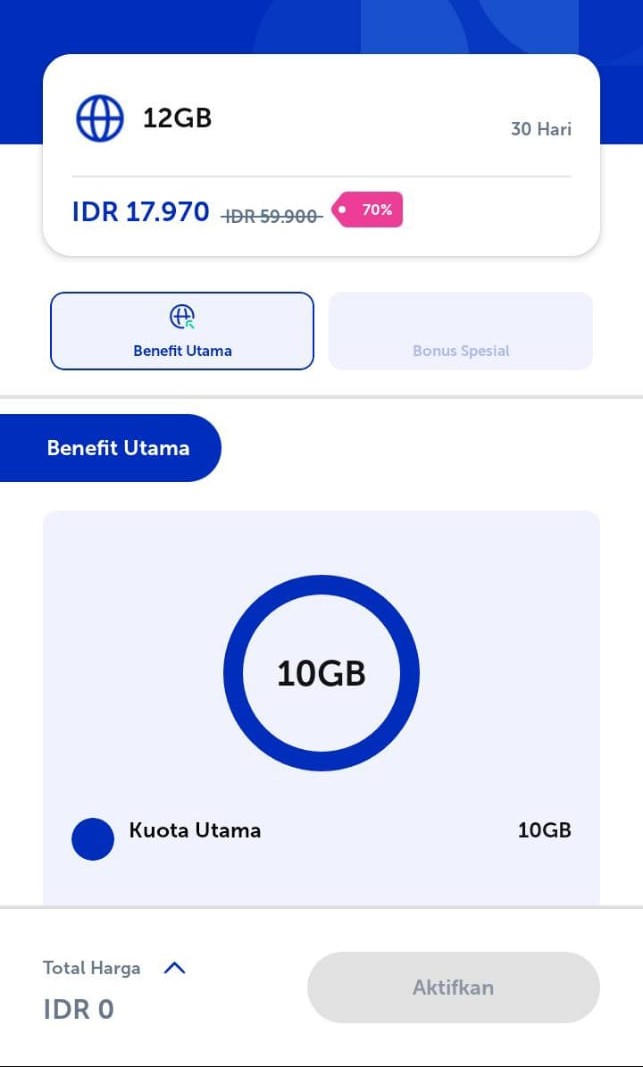 12GB
30 Hari
IDR 17.970 IDR 59.900 70%
Benefit Utama
Bonus Spesial
Benefit Utama
10GB
Kuota Utama 10GB
Total Harga
IDR 0
Aktifkan